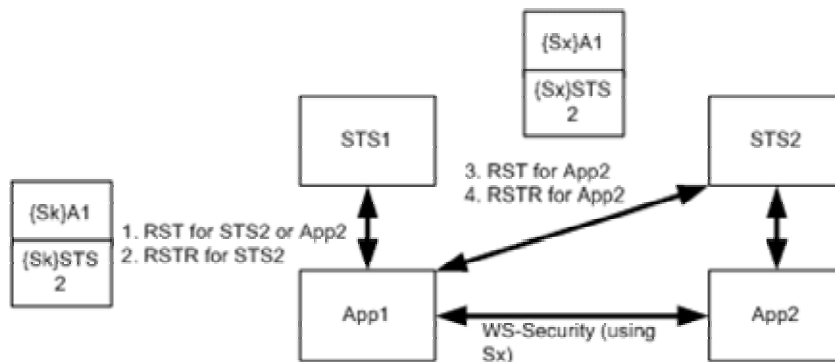 {Sx}A1
{Sx}STS
2
STS1
STS2
3. RST for App2
4. RSTR for App2
{Sk}A1
{Sk}STS
2
1. RST for STS2 or App2
2. RSTR for STS2
App1
App2
WS-Security (using
Sx)